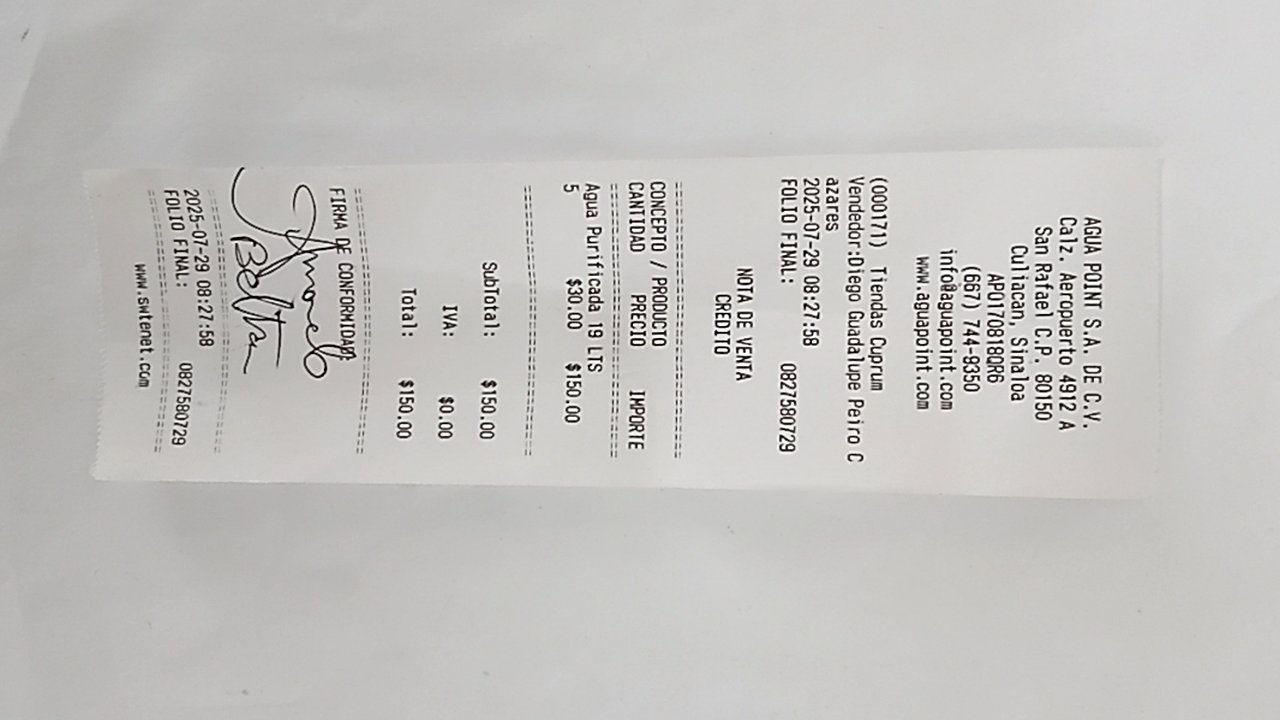 AGUA POINT S.A. DE C.V.
Calz. Aeropuerto 4912 A
San Rafael C.P. 80150
Culiacan, Sinaloa
APO170818QR6
(667) 744-9350
info@aguapoint.com
www.aguapoint.com
(000171) Tiendas Cuprum
Vendedor:Diego Guadalupe Peiro C
azares
2025-07-29 08:27:58
FOLIO FINAL: 0827580729
NOTA DE VENTA
CREDITO
CONCEPTO / PRODUCTO
CANTIDAD PRECIO IMPORTE
Agua Purificada 19 LTS
5 $30.00 $150.00
SubTotal: $150.00
IVA: $0.00
Total: $150.00
FIRMA DE CONFORMIDAD:
Beltran
2025-07-29 08:27:58
FOLIO FINAL: 0827580729
www.swtenet.com